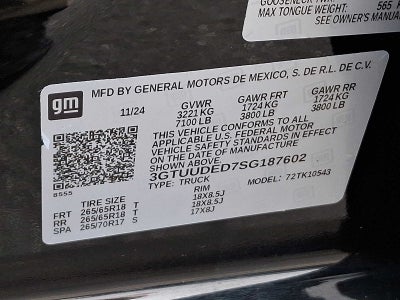 GOOSENECK TWR
MAX TONGUE WEIGHT: 565
SEE OWNER'S MANUA
gm
MFD BY GENERAL MOTORS DE MEXICO, S. DE R.L. DE C.V.
11/24 GVWR GAWR FRT GAWR RR
3221 KG 1724 KG 1724 KG
7100 LB 3800 LB 3800 LB
THIS VEHICLE CONFORMS TO ALL
APPLICABLE U.S. FEDERAL MOTOR
VEHICLE SAFETY STANDARDS IN EFFECT
ON THE DATE OF MANUFACTURE
SHOWN ABOVE.
3GTUUDED7SG187602
TYPE: TRUCK MODEL: 72TK10543
8555
TIRE SIZE RIM
FRT 265/65R18 T 18X8.5J
RR 265/65R18 T 18X8.5J
SPA 265/70R17 S 17X8J